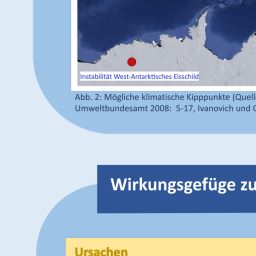 Instabilität West-Antarktisches Eisschild
Abb. 2: Mögliche klimatische Kipppunkte (Quell
Umweltbundesamt 2008: 5-17, Ivanovich und
Wirkungsgefüge zu
Ursachen